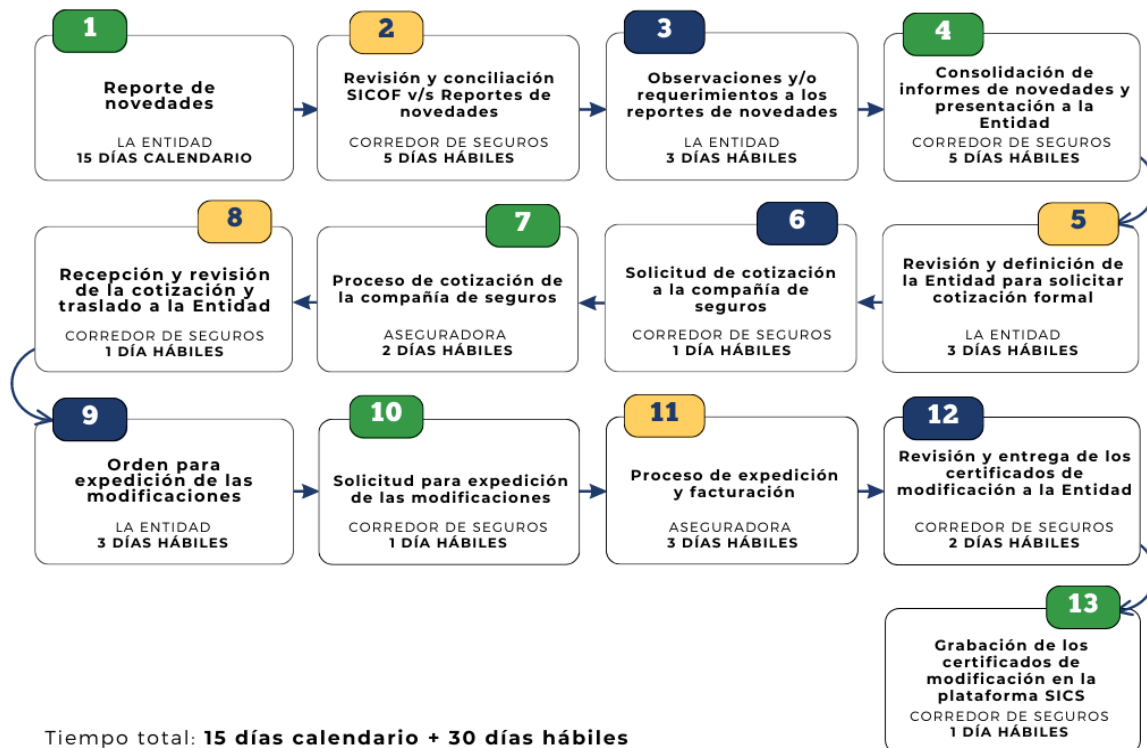 1
Reporte de
novedades
LA ENTIDAD
15 DÍAS CALENDARIO
2
Revisión y conciliación
SICOF v/s Reportes de
novedades
CORREDOR DE SEGUROS
5 DÍAS HÁBILES
3
Observaciones y/o
requerimientos a los
reportes de novedades
LA ENTIDAD
3 DÍAS HÁBILES
4
Consolidación de
informes de novedades y
presentación a la
Entidad
CORREDOR DE SEGUROS
5 DÍAS HÁBILES
5
Revisión y definición de
la Entidad para solicitar
cotización formal
LA ENTIDAD
3 DÍAS HÁBILES
6
Solicitud de cotización
a la compañía de
seguros
CORREDOR DE SEGUROS
1 DÍA HÁBILES
7
Proceso de cotización de
la compañía de seguros
ASEGURADORA
2 DÍAS HÁBILES
8
Recepción y revisión
de la cotización y
traslado a la Entidad
CORREDOR DE SEGUROS
1 DÍA HÁBILES
9
Orden para
expedición de las
modificaciones
LA ENTIDAD
3 DÍAS HÁBILES
10
Solicitud para expedición
de las modificaciones
CORREDOR DE SEGUROS
1 DÍA HÁBILES
11
Proceso de expedición
y facturación
ASEGURADORA
3 DÍAS HÁBILES
12
Revisión y entrega de los
certificados de
modificación a la Entidad
CORREDOR DE SEGUROS
2 DÍAS HÁBILES
13
Grabación de los
certificados de
modificación en la
plataforma SICS
CORREDOR DE SEGUROS
1 DÍA HÁBILES
Tiempo total: 15 días calendario + 30 días hábiles